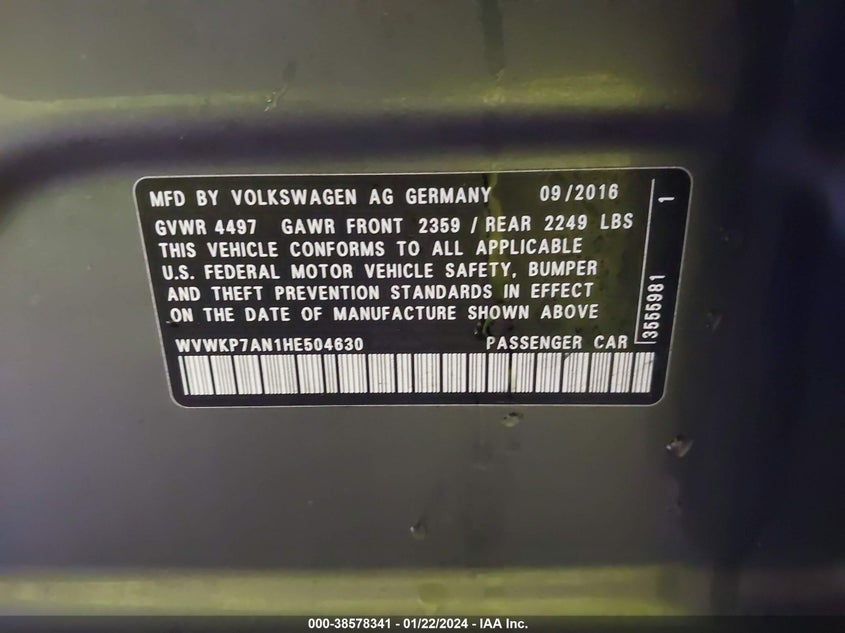 MFD BY VOLKSWAGEN AG GERMANY 09/2016
GVWR 4497 GAWR FRONT 2359 / REAR 2249 LBS
THIS VEHICLE CONFORMS TO ALL APPLICABLE
U.S. FEDERAL MOTOR VEHICLE SAFETY, BUMPER
AND THEFT PREVENTION STANDARDS IN EFFECT
ON THE DATE OF MANUFACTURE SHOWN ABOVE
WVWKP7AN1HE504630 PASSENGER CAR
3555981 1
000-38578341 - 01/22/2024 - IAA Inc.